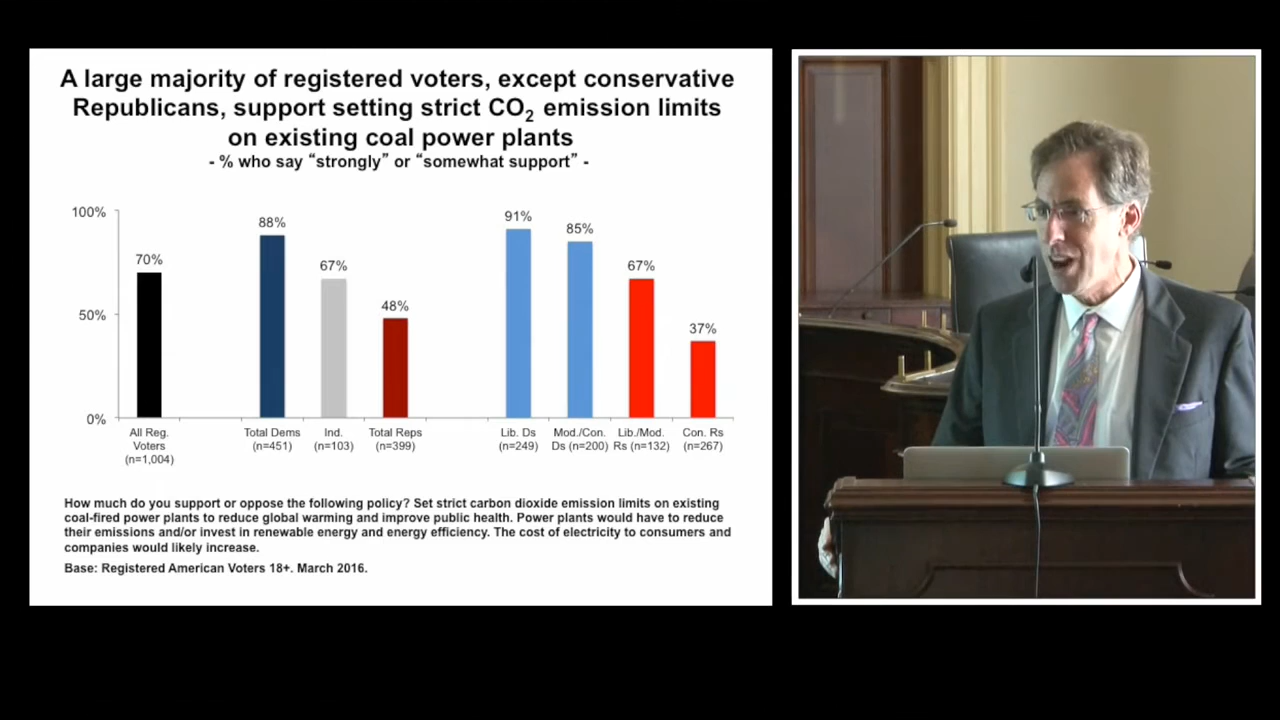 A large majority of registered voters, except conservative
Republicans, support setting strict CO₂ emission limits
on existing coal power plants
- % who say “strongly” or “somewhat support” -
100%
50%
0%
70%
88%
67%
48%
91%
85%
67%
37%
All Reg.
Voters
(n=1,004)
Total Dems
(n=451)
Ind.
(n=103)
Total Reps
(n=399)
Lib. Ds
(n=249)
Mod./Con.
Ds (n=200)
Lib./Mod.
Rs (n=132)
Con. Rs
(n=267)
How much do you support or oppose the following policy? Set strict carbon dioxide emission limits on existing
coal-fired power plants to reduce global warming and improve public health. Power plants would have to reduce
their emissions and/or invest in renewable energy and energy efficiency. The cost of electricity to consumers and
companies would likely increase.
Base: Registered American Voters 18+. March 2016.